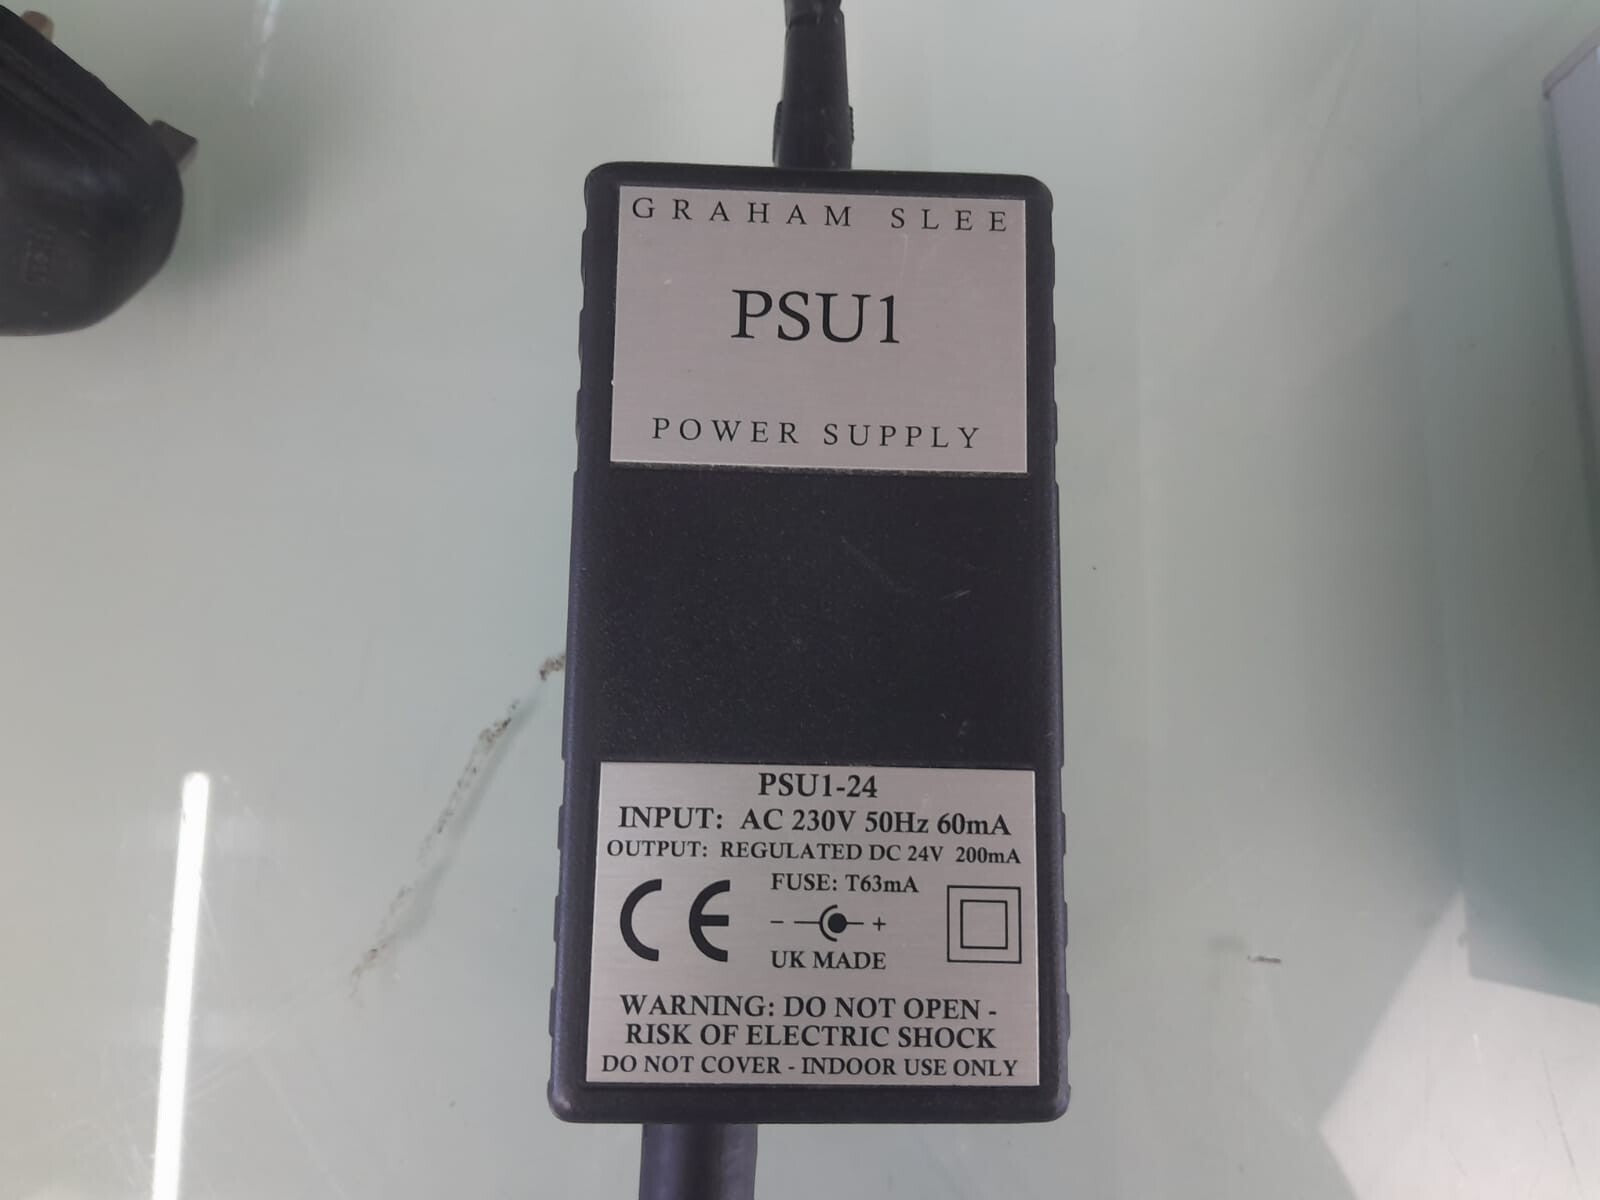 GRAHAM SLEE
PSU1
POWER SUPPLY
PSU1-24
INPUT: AC 230V 50Hz 60mA
OUTPUT: REGULATED DC 24V 200mA
FUSE: T63mA
CE
- +
UK MADE
WARNING: DO NOT OPEN -
RISK OF ELECTRIC SHOCK
DO NOT COVER - INDOOR USE ONLY